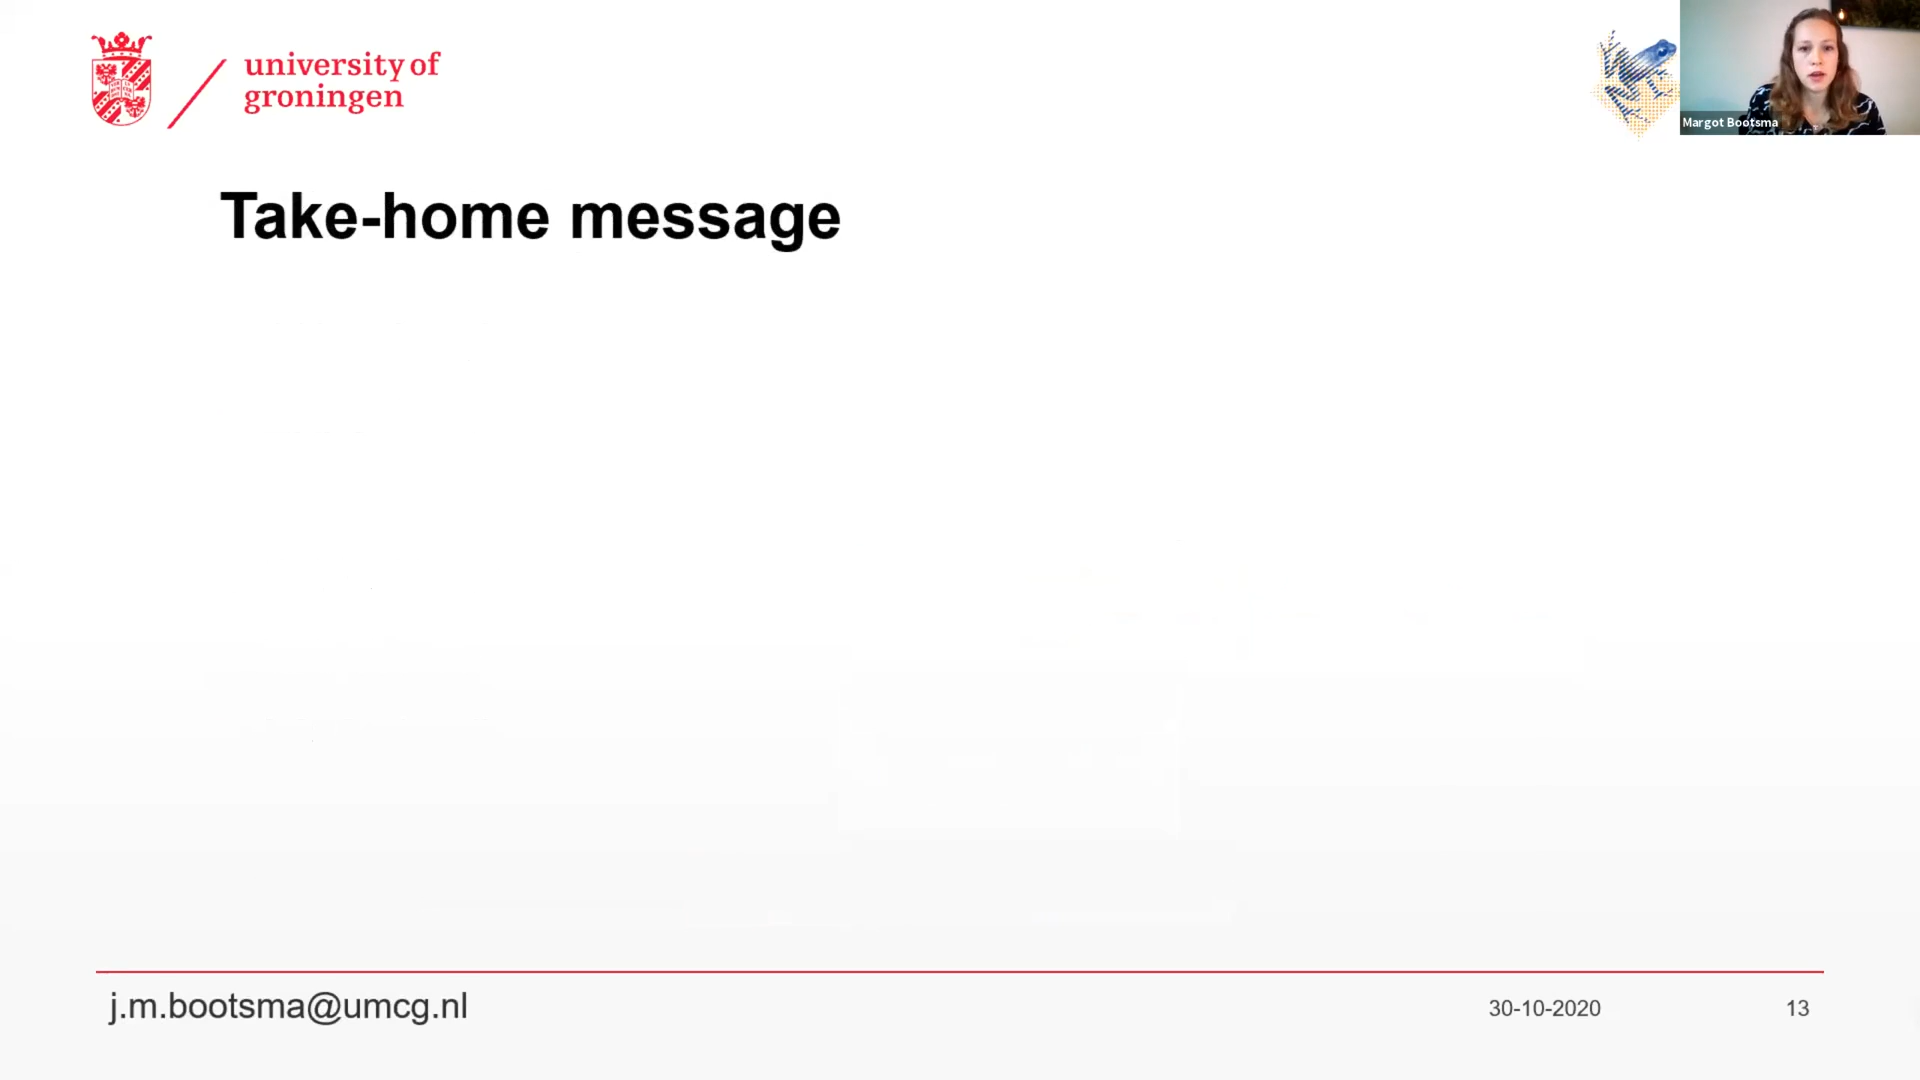 university of
groningen
Margot Bootsma
Take-home message
j.m.bootsma@umcg.nl
30-10-2020
13